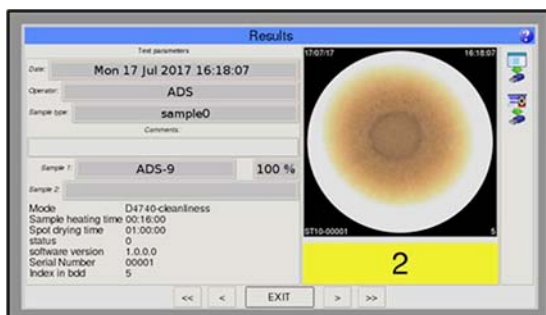 Results
Test parameters
Date: Mon 17 Jul 2017 16:18:07
Operator: ADS
Sample type: sample0
Comments:
Sample 1: ADS-9 100 %
Sample 2:
Mode D4740-cleanliness
Sample heating time 00:16:00
Spot drying time 01:00:00
status 0
software version 1.0.0.0
Serial Number 00001
Index in bdd 5
17/07/17 16:18:07
ST10-00001 5
2
<< < EXIT > >>